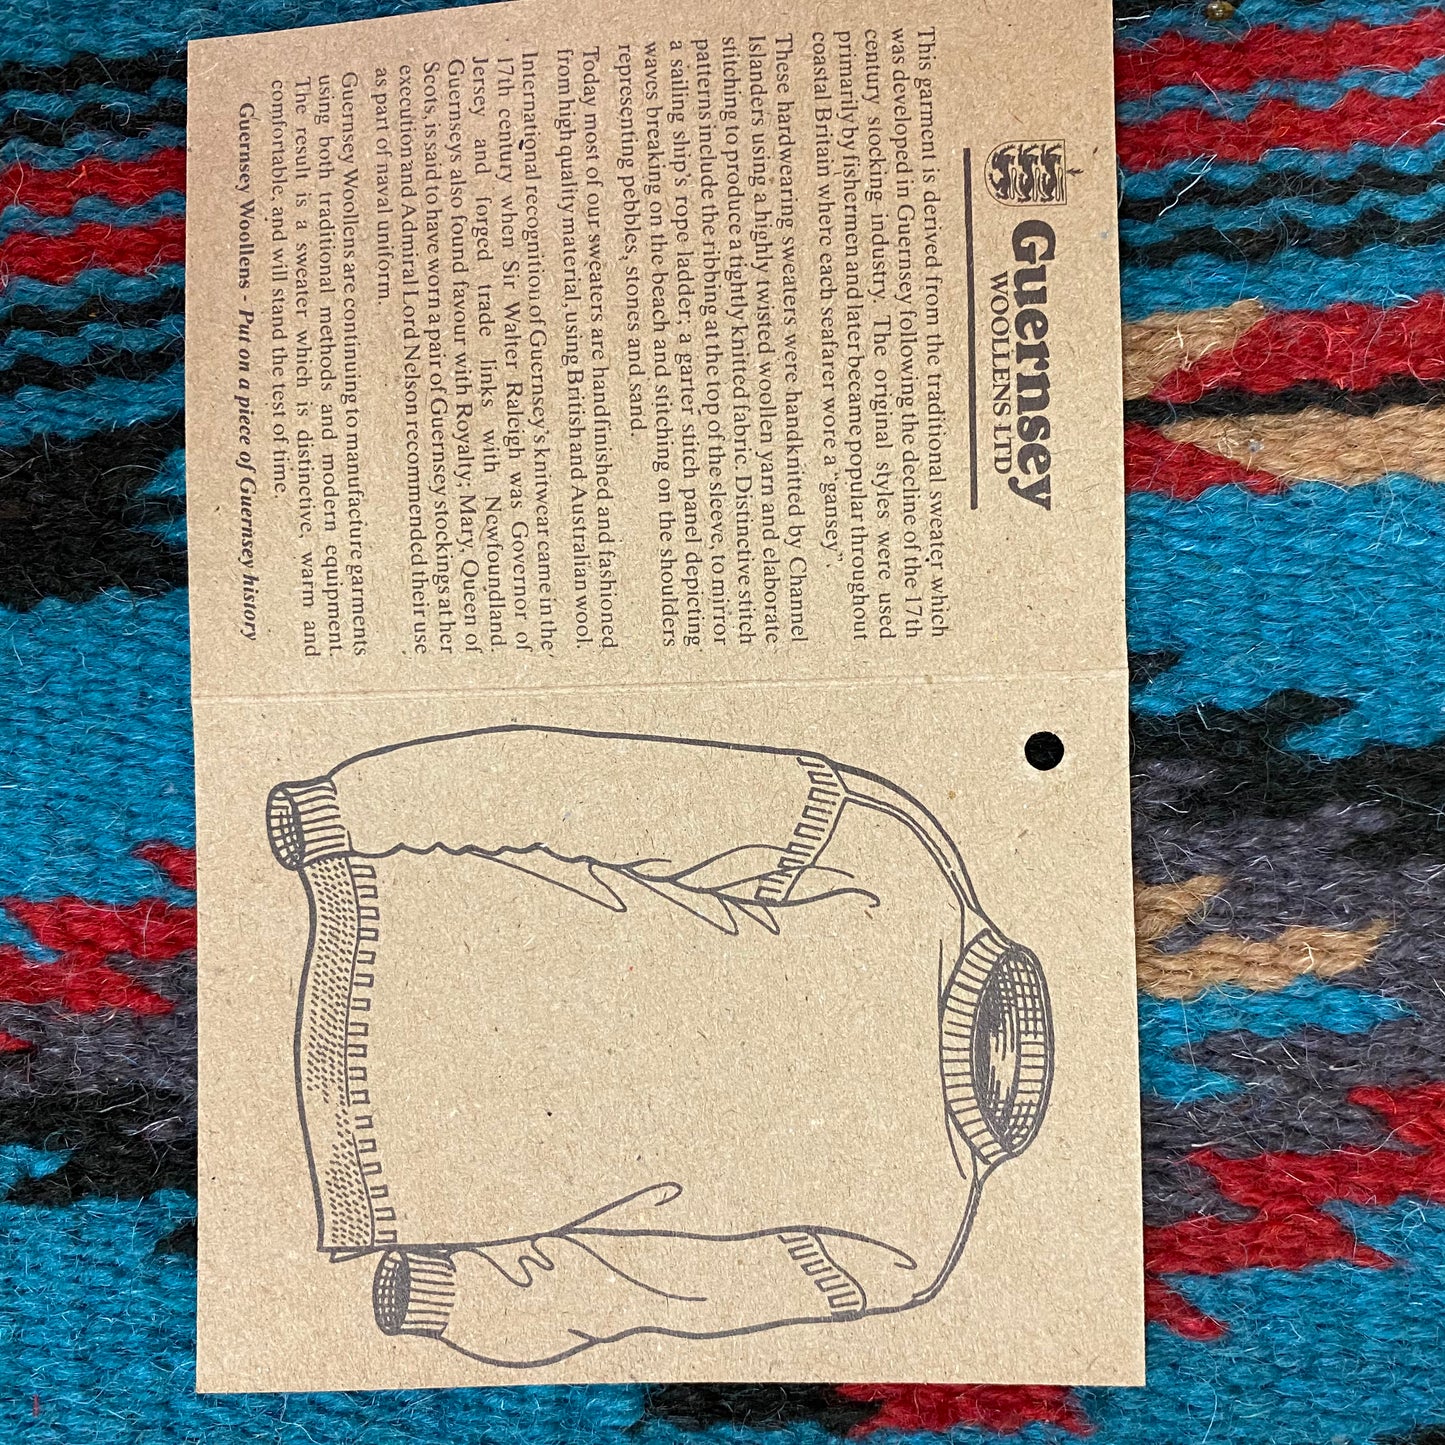 Guernsey
WOOLLENS LTD
This garment is derived from the traditional sweater which
was developed in Guernsey following the decline of the 17th
century stocking industry. The original styles were used
primarily by fishermen and later became popular throughout
coastal Britain where each seafarer wore a "gansey".
These hardwearing sweaters were handknitted by Channel
Islanders using a highly twisted woollen yarn and elaborate
stitching to produce a tightly knitted fabric. Distinctive stitch
patterns include the ribbing at the top of the sleeve, to mirror
a sailing ship's rope ladder; a garter stitch panel depicting
waves breaking on the beach and stitching on the shoulders
representing pebbles, stones and sand.
Today most of our sweaters are handfinished and fashioned
from high quality material, using British and Australian wool.
International recognition of Guernsey's knitwear came in the
17th century when Sir Walter Raleigh was Governor of
Jersey and forged trade links with Newfoundland.
Guernseys also found favour with Royalty; Mary, Queen of
Scots, is said to have worn a pair of Guernsey stockings at her
execution and Admiral Lord Nelson recommended their use
as part of naval uniform.
Guernsey Woollens are continuing to manufacture garments
using both traditional methods and modern equipment.
The result is a sweater which is distinctive, warm and
comfortable, and will stand the test of time.
Guernsey Woollens - Put on a piece of Guernsey history